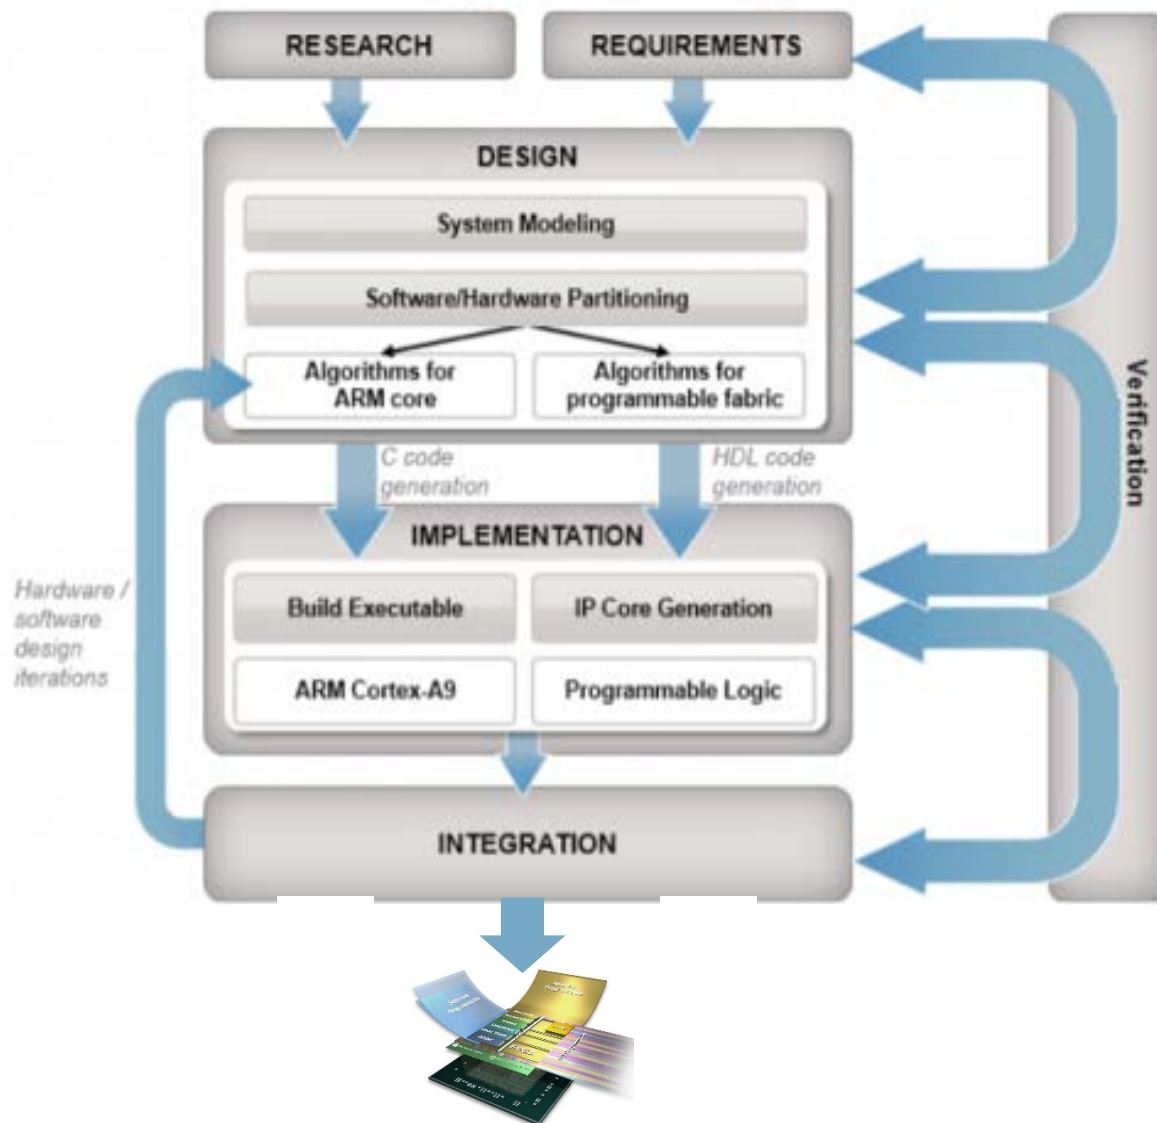 RESEARCH
REQUIREMENTS
DESIGN
System Modeling
Software/Hardware Partitioning
Algorithms for
ARM core
Algorithms for
programmable fabric
C code
generation
HDL code
generation
IMPLEMENTATION
Build Executable
IP Core Generation
ARM Cortex-A9
Programmable Logic
Hardware /
software
design
iterations
INTEGRATION
Verification